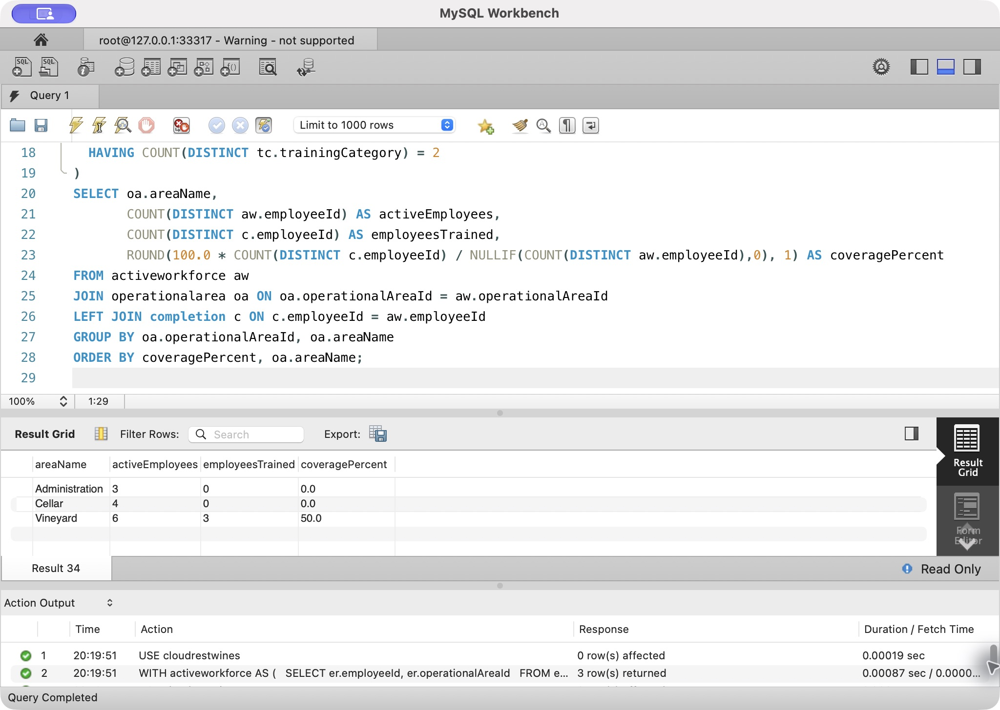 MySQL Workbench
root@127.0.0.1:33317 - Warning - not supported
SQL SQL
Query 1
Limit to 1000 rows
18 HAVING COUNT(DISTINCT tc.trainingCategory) = 2
19 )
20 SELECT oa.areaName,
21 COUNT(DISTINCT aw.employeeId) AS activeEmployees,
22 COUNT(DISTINCT c.employeeId) AS employeesTrained,
23 ROUND(100.0 * COUNT(DISTINCT c.employeeId) / NULLIF(COUNT(DISTINCT aw.employeeId),0), 1) AS coveragePercent
24 FROM activeworkforce aw
25 JOIN operationalarea oa ON oa.operationalAreaId = aw.operationalAreaId
26 LEFT JOIN completion c ON c.employeeId = aw.employeeId
27 GROUP BY oa.operationalAreaId, oa.areaName
28 ORDER BY coveragePercent, oa.areaName;
29
100% 1:29
Result Grid Filter Rows: Search Export:
areaName activeEmployees employeesTrained coveragePercent
Administration 3 0 0.0
Cellar 4 0 0.0
Vineyard 6 3 50.0
Result
Grid
Form
Editor
Result 34 Read Only
Action Output
Time Action Response Duration / Fetch Time
1 20:19:51 USE cloudrestwines 0 row(s) affected 0.00019 sec
2 20:19:51 WITH activeworkforce AS ( SELECT er.employeeId, er.operationalAreaId FROM e... 3 row(s) returned 0.00087 sec / 0.0000...
Query Completed